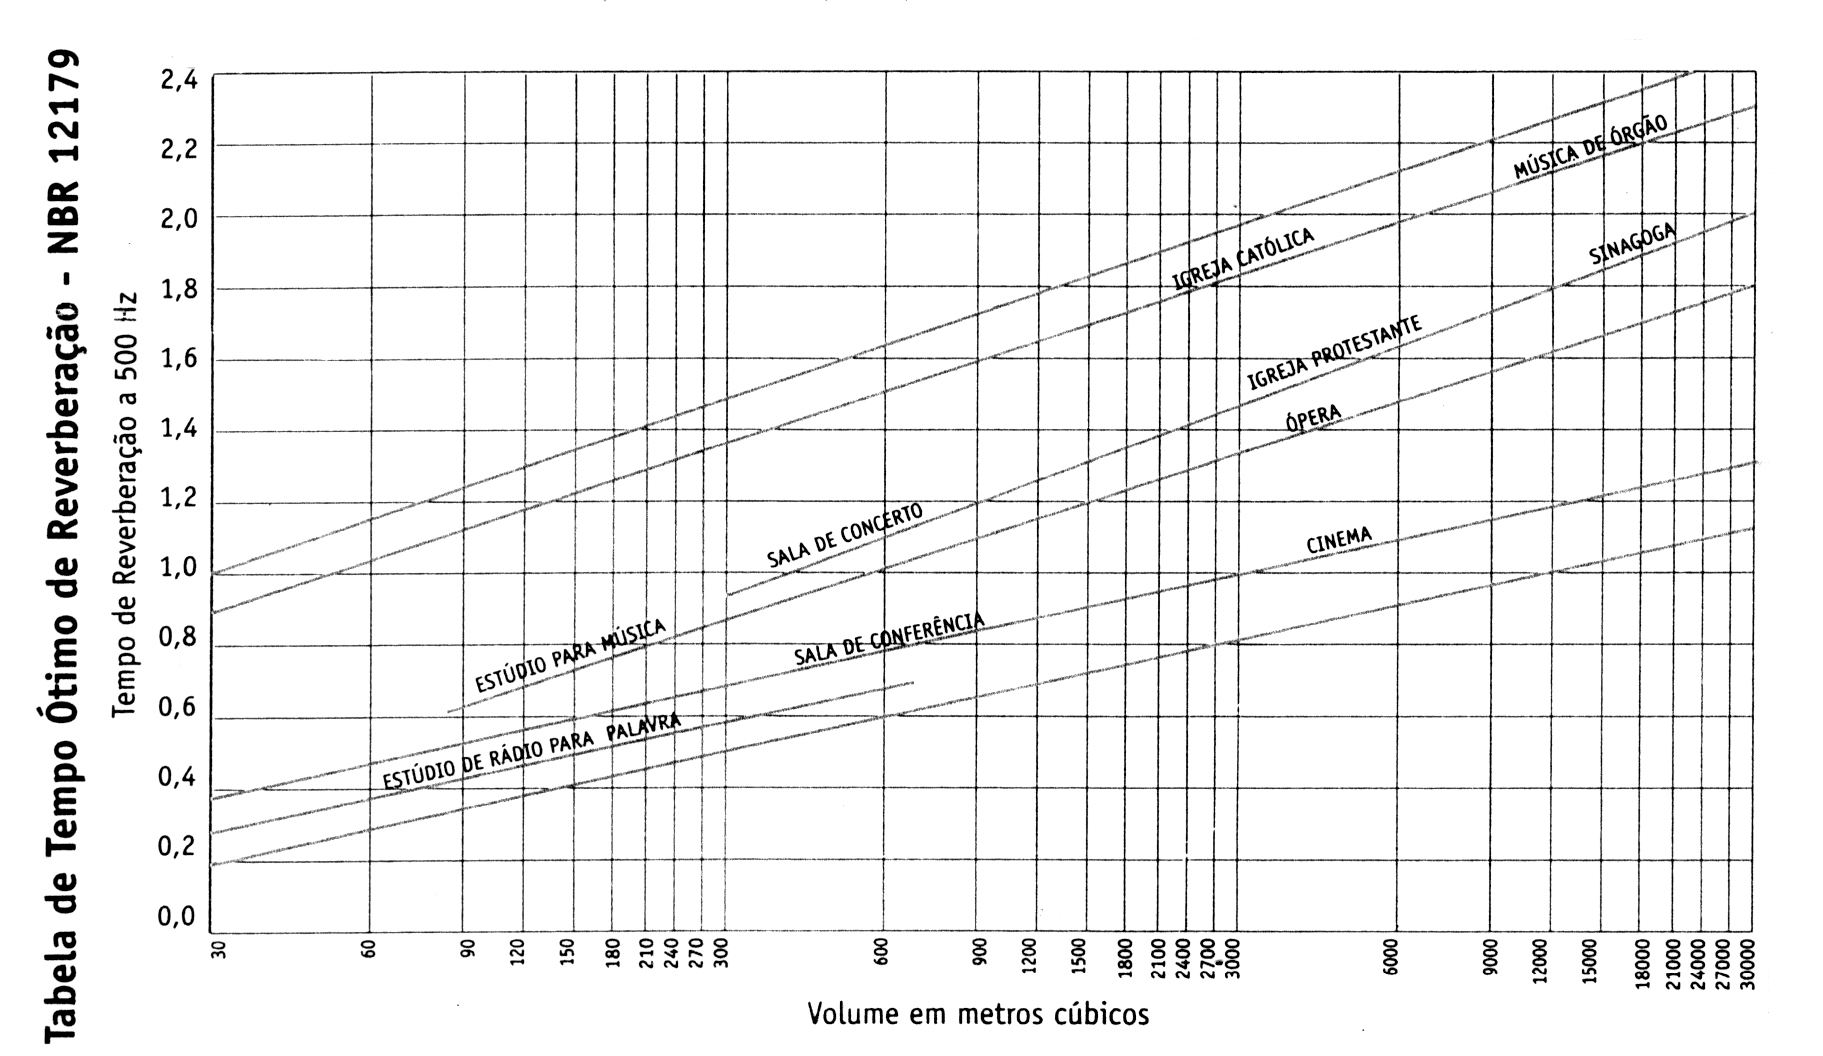 Tabela de Tempo Ótimo de Reverberação - NBR 12179
Tempo de Reverberação a 500 Hz
2,4
2,2
2,0
1,8
1,6
1,4
1,2
1,0
0,8
0,6
0,4
0,2
0,0
MÚSICA DE ÓRGÃO
IGREJA CATÓLICA
SINAGOGA
IGREJA PROTESTANTE
ÓPERA
SALA DE CONCERTO
CINEMA
SALA DE CONFERÊNCIA
ESTÚDIO PARA MÚSICA
ESTÚDIO DE RÁDIO PARA PALAVRA
30 60 90 120 150 180 210 240 270 300 600 900 1200 1500 1800 2100 2400 2700 3000 6000 9000 12000 15000 18000 21000 24000 27000 30000
Volume em metros cúbicos